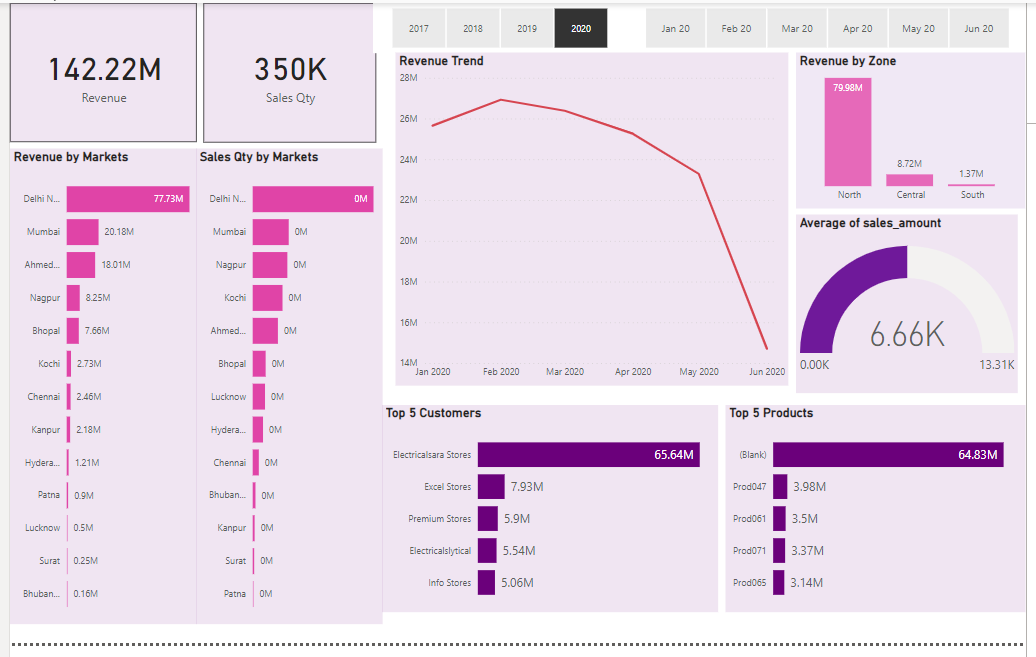 142.22M
Revenue
350K
Sales Qty
2017 2018 2019 2020
Jan 20 Feb 20 Mar 20 Apr 20 May 20 Jun 20
Revenue by Markets
Delhi N... 77.73M
Mumbai 20.18M
Ahmed... 18.01M
Nagpur 8.25M
Bhopal 7.66M
Kochi 2.73M
Chennai 2.46M
Kanpur 2.18M
Hydera... 1.21M
Patna 0.9M
Lucknow 0.5M
Surat 0.25M
Bhuban... 0.16M
Sales Qty by Markets
Delhi N... 0M
Mumbai 0M
Nagpur 0M
Kochi 0M
Ahmed... 0M
Bhopal 0M
Lucknow 0M
Hydera... 0M
Chennai 0M
Bhuban... 0M
Kanpur 0M
Surat 0M
Patna 0M
Revenue Trend
28M
26M
24M
22M
20M
18M
16M
14M
Jan 2020 Feb 2020 Mar 2020 Apr 2020 May 2020 Jun 2020
Revenue by Zone
79.98M
8.72M
1.37M
North Central South
Average of sales_amount
6.66K
0.00K 13.31K
Top 5 Customers
Electricalsara Stores 65.64M
Excel Stores 7.93M
Premium Stores 5.9M
Electricalslytical 5.54M
Info Stores 5.06M
Top 5 Products
(Blank) 64.83M
Prod047 3.98M
Prod061 3.5M
Prod071 3.37M
Prod065 3.14M